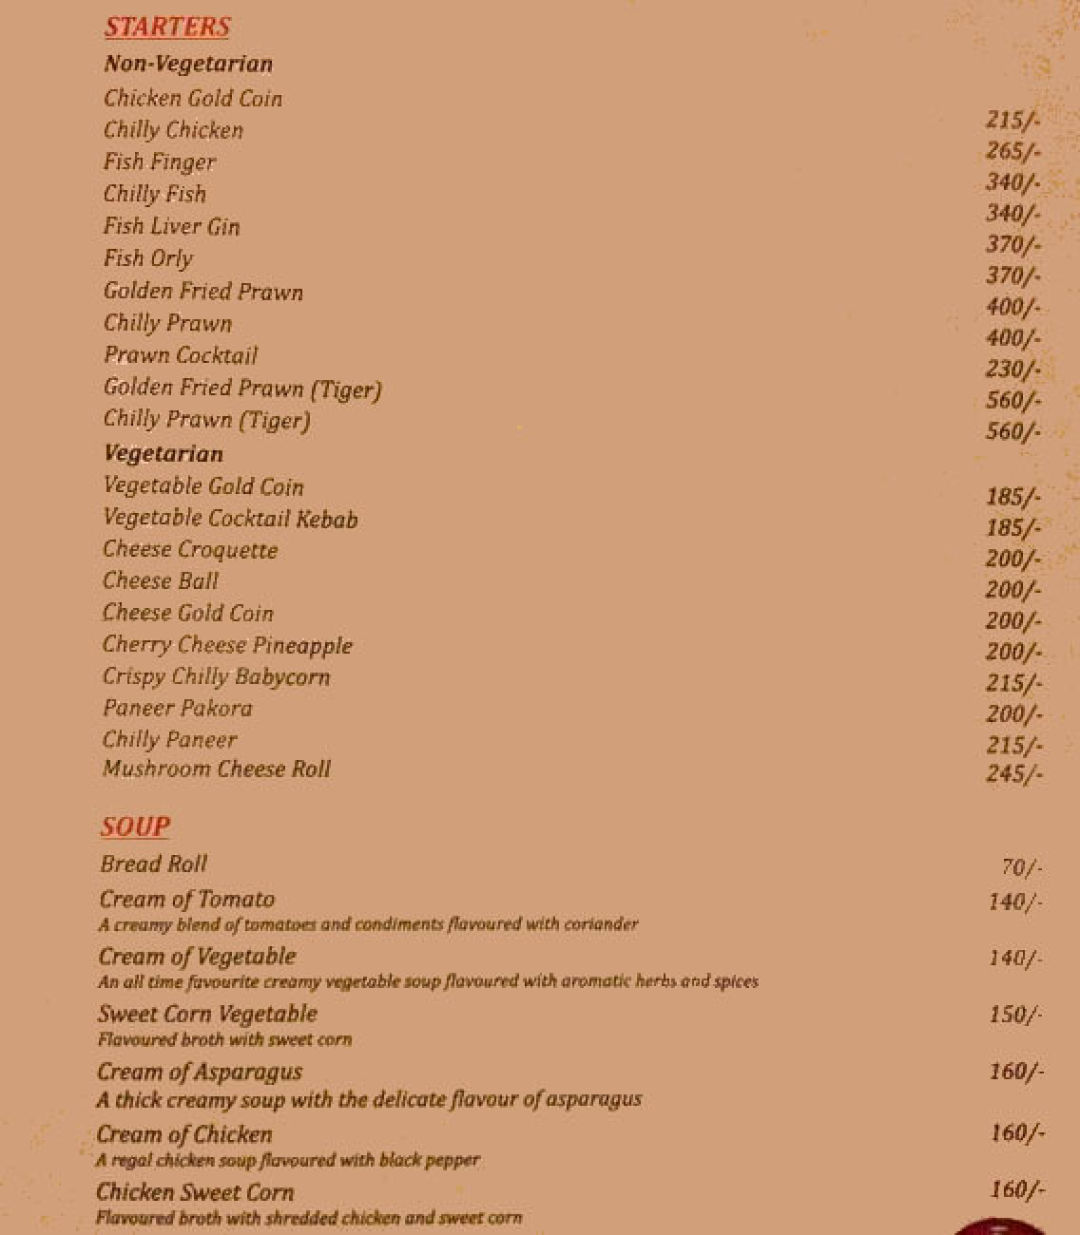 STARTERS
Non-Vegetarian
Chicken Gold Coin 215/-
Chilly Chicken 265/-
Fish Finger 340/-
Chilly Fish 340/-
Fish Liver Gin 370/-
Fish Orly 370/-
Golden Fried Prawn 400/-
Chilly Prawn 400/-
Prawn Cocktail 230/-
Golden Fried Prawn (Tiger) 560/-
Chilly Prawn (Tiger) 560/-
Vegetarian
Vegetable Gold Coin 185/-
Vegetable Cocktail Kebab 185/-
Cheese Croquette 200/-
Cheese Ball 200/-
Cheese Gold Coin 200/-
Cherry Cheese Pineapple 200/-
Crispy Chilly Babycorn 215/-
Paneer Pakora 200/-
Chilly Paneer 215/-
Mushroom Cheese Roll 245/-
SOUP
Bread Roll 70/-
Cream of Tomato 140/-
A creamy blend of tomatoes and condiments flavoured with coriander
Cream of Vegetable 140/-
An all time favourite creamy vegetable soup flavoured with aromatic herbs and spices
Sweet Corn Vegetable 150/-
Flavoured broth with sweet corn
Cream of Asparagus 160/-
A thick creamy soup with the delicate flavour of asparagus
Cream of Chicken 160/-
A regal chicken soup flavoured with black pepper
Chicken Sweet Corn 160/-
Flavoured broth with shredded chicken and sweet corn